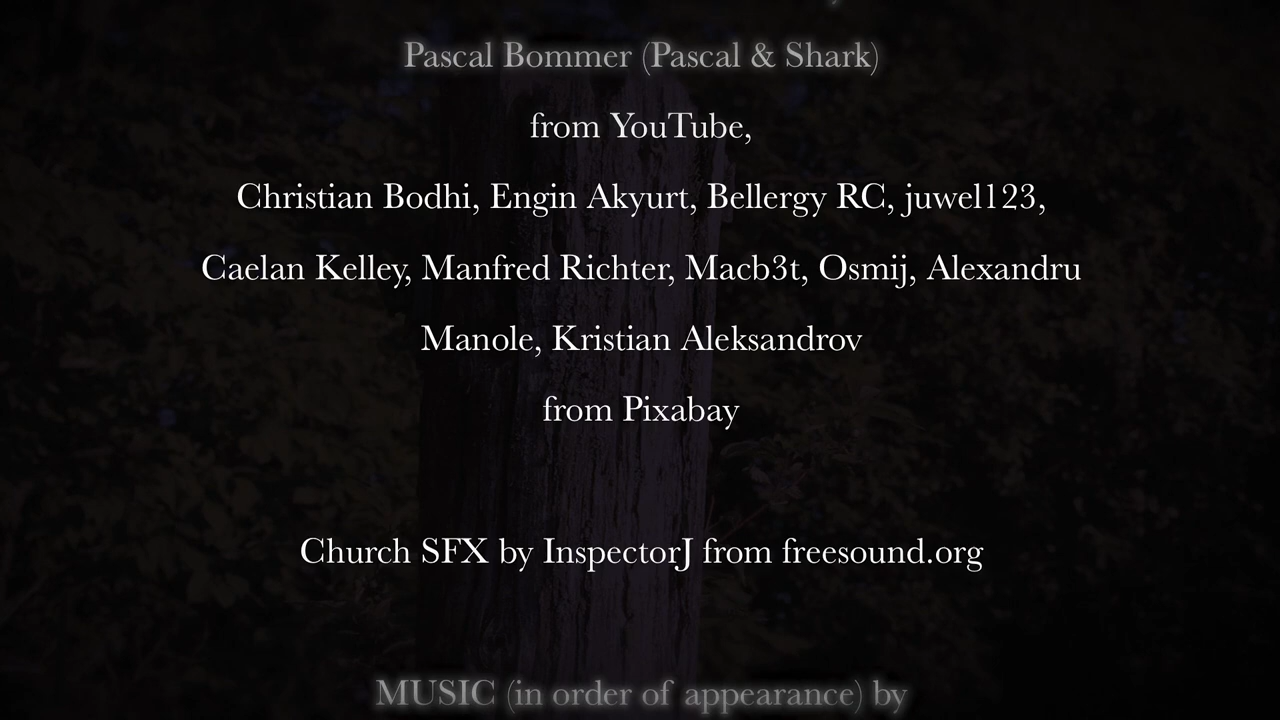 Pascal Bommer (Pascal & Shark)
from YouTube,
Christian Bodhi, Engin Akyurt, Bellergy RC, juwel123,
Caelan Kelley, Manfred Richter, Macb3t, Osmij, Alexandru
Manole, Kristian Aleksandrov
from Pixabay
Church SFX by InspectorJ from freesound.org
MUSIC (in order of appearance) by